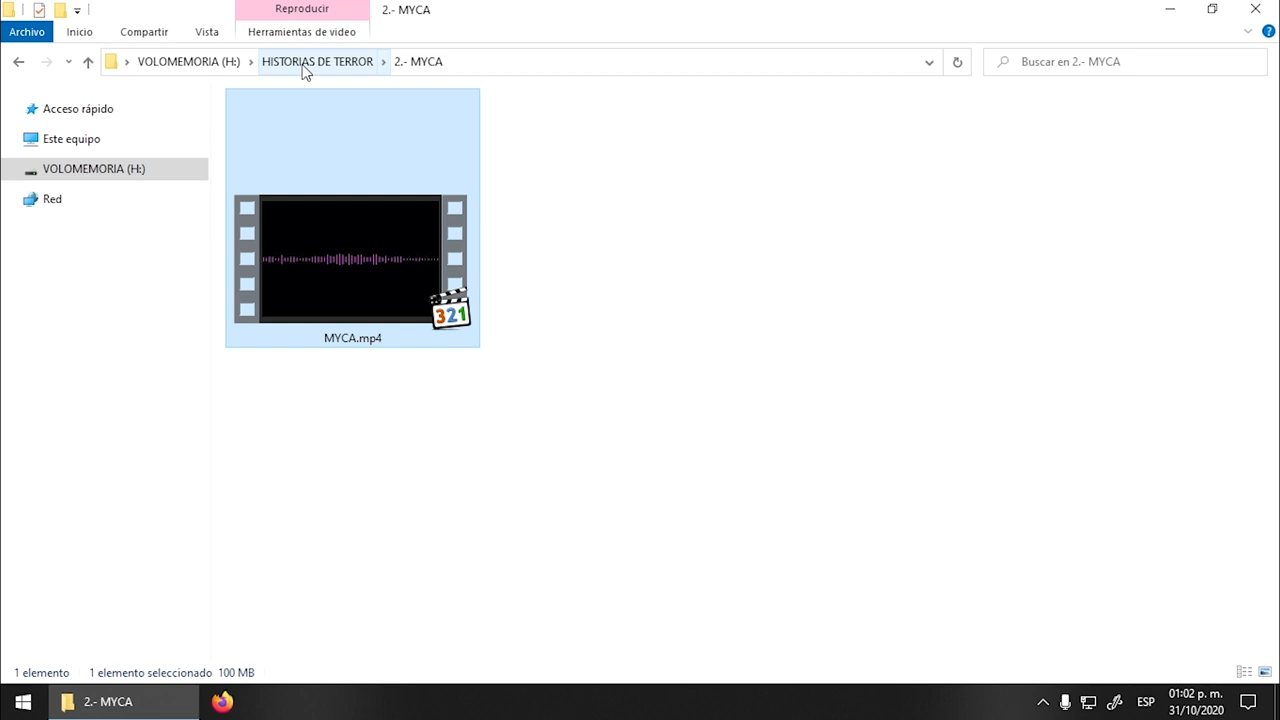 Reproducir
2.- MYCA
Archivo
Inicio
Compartir
Vista
Herramientas de video
VOLOMEMORIA (H:)
HISTORIAS DE TERROR
2.- MYCA
Buscar en 2.- MYCA
Acceso rápido
Este equipo
VOLOMEMORIA (H:)
Red
321
MYCA.mp4
1 elemento
1 elemento seleccionado 100 MB
2.- MYCA
ESP
01:02 p. m.
31/10/2020